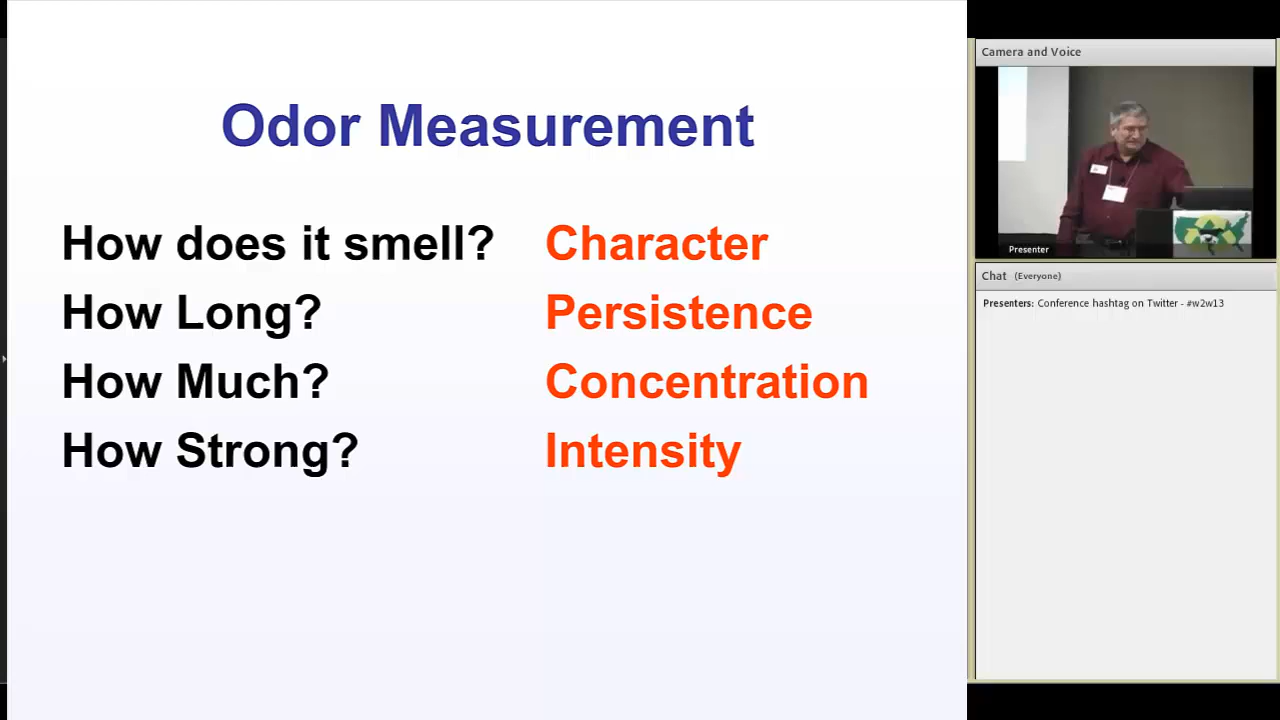 Odor Measurement
How does it smell? Character
How Long? Persistence
How Much? Concentration
How Strong? Intensity
Camera and Voice
Presenter
Chat (Everyone)
Presenters: Conference hashtag on Twitter - #w2w13